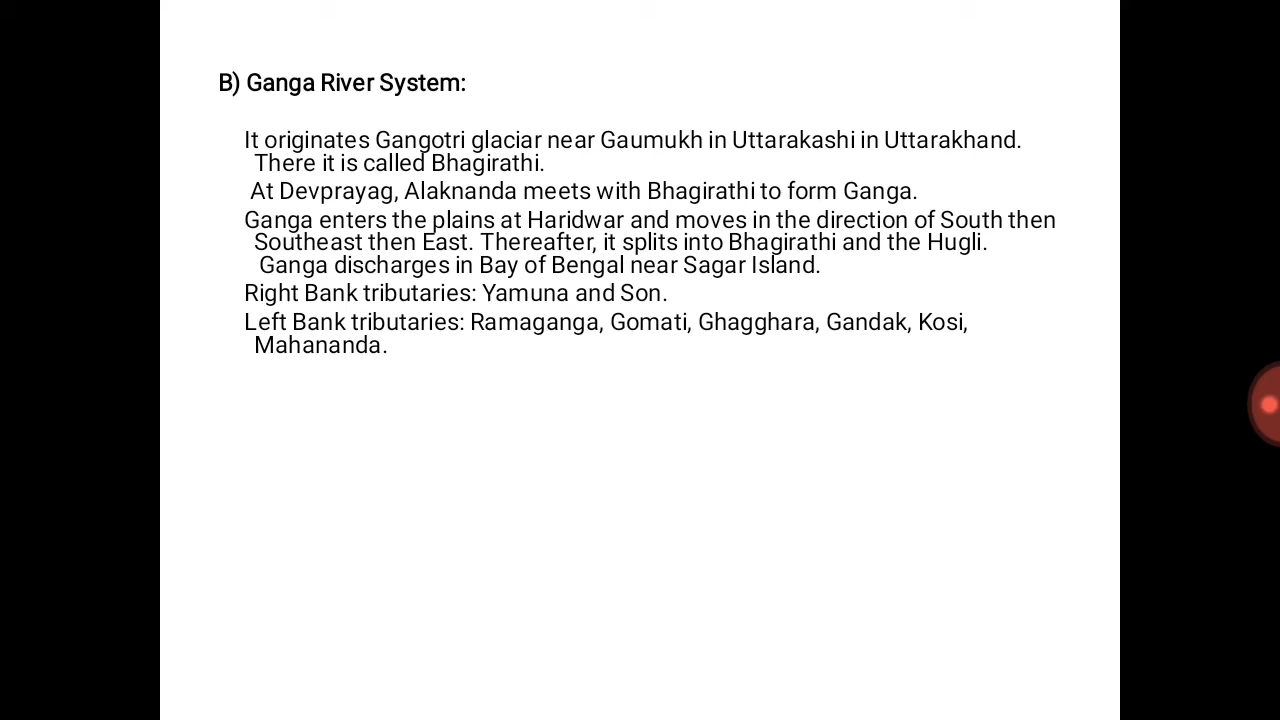 B) Ganga River System:
It originates Gangotri glaciar near Gaumukh in Uttarakashi in Uttarakhand.
There it is called Bhagirathi.
At Devprayag, Alaknanda meets with Bhagirathi to form Ganga.
Ganga enters the plains at Haridwar and moves in the direction of South then
Southeast then East. Thereafter, it splits into Bhagirathi and the Hugli.
Ganga discharges in Bay of Bengal near Sagar Island.
Right Bank tributaries: Yamuna and Son.
Left Bank tributaries: Ramaganga, Gomati, Ghagghara, Gandak, Kosi,
Mahananda.